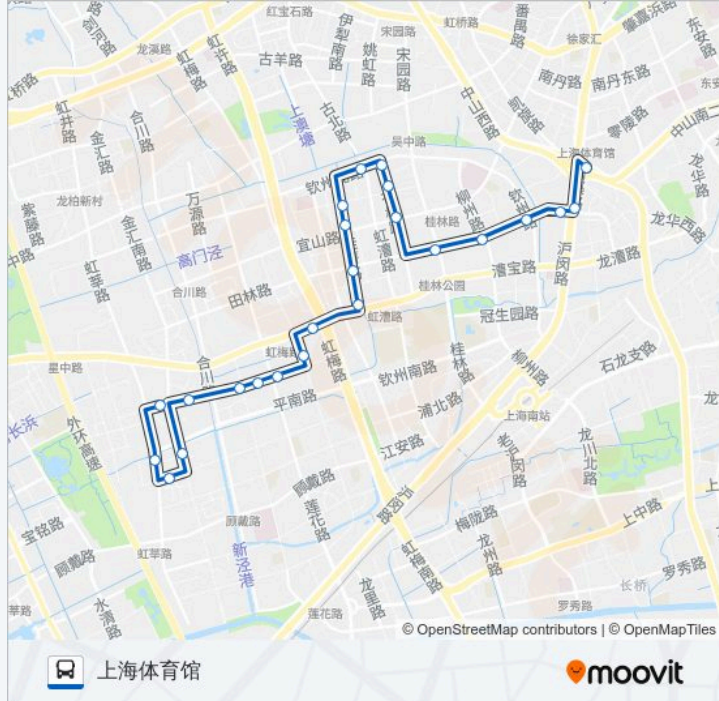 红宝石路
虹桥路
番禺路
肇嘉浜路
剑河路
虹许路
伊犁南路
宋园路
徐家汇
东安路
龙溪路
虹梅路
古羊路
姚虹路
宋园路
南丹路
南丹东路
虹井路
合川路
古北路
中山西路
凯旋路
零陵路
中山南二
金汇路
上澳塘
吴中路
上海体育馆
龙华路
龙柏新村
万源路
钦州
柳州路
钦州
紫藤路
金汇南路
宜山路
虹漕路
桂林路
龙华西路
虹莘路
高门泾
沪闵路
漕宝路
龙漕路
合川路
田林路
桂林公园
冠生园路
虹漕路
星中路
合川
虹梅路
虹梅路
桂林
柳州路
石龙支路
钦州南路
平南路
浦北路
上海南站
外环高速
江安路
老沪闵路
龙川北路
顾戴路
沪闵路
宝铭路
莲花路
顾戴路
梅陇路
上中路
新泾港
虹莘路
顾戴路
虹梅南路
龙州路
水清路
龙里路
长桥
罗秀路
莘路
莲花路
罗秀路
© OpenStreetMap contributors | © OpenMapTiles
上海体育馆
moovit